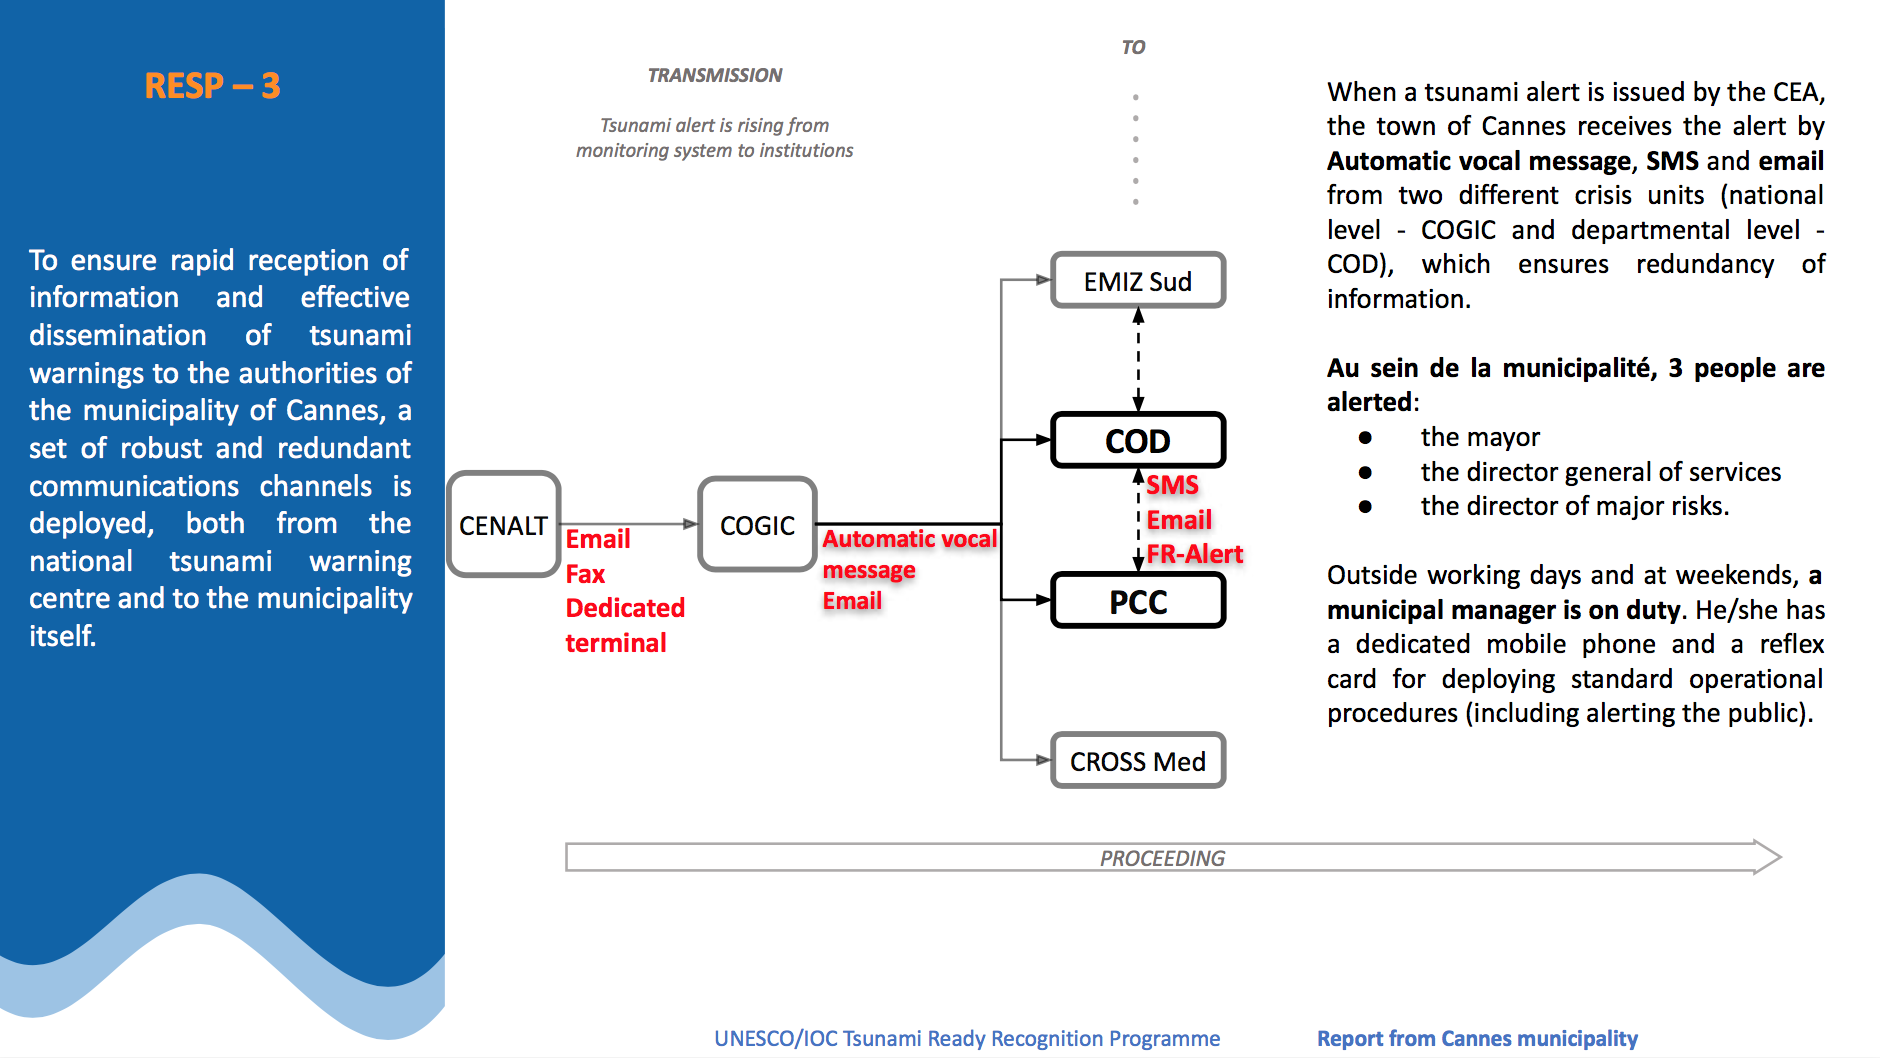 RESP – 3
To ensure rapid reception of
information and effective
dissemination of tsunami
warnings to the authorities of
the municipality of Cannes, a
set of robust and redundant
communications channels is
deployed, both from the
national tsunami warning
centre and to the municipality
itself.
TRANSMISSION
Tsunami alert is rising from
monitoring system to institutions
TO
CENALT
Email
Fax
Dedicated
terminal
COGIC
Automatic vocal
message
Email
EMIZ Sud
COD
SMS
Email
FR-Alert
PCC
CROSS Med
PROCEEDING
When a tsunami alert is issued by the CEA,
the town of Cannes receives the alert by
Automatic vocal message, SMS and email
from two different crisis units (national
level - COGIC and departmental level -
COD), which ensures redundancy of
information.
Au sein de la municipalité, 3 people are
alerted:
● the mayor
● the director general of services
● the director of major risks.
Outside working days and at weekends, a
municipal manager is on duty. He/she has
a dedicated mobile phone and a reflex
card for deploying standard operational
procedures (including alerting the public).
UNESCO/IOC Tsunami Ready Recognition Programme
Report from Cannes municipality